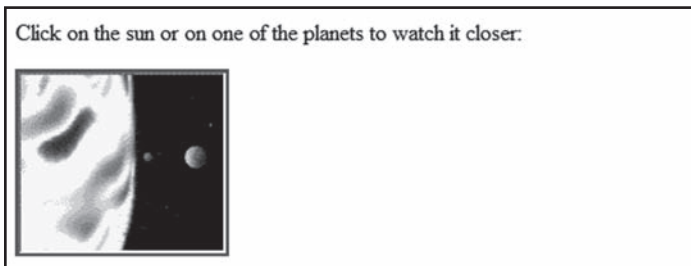 Click on the sun or on one of the planets to watch it closer: